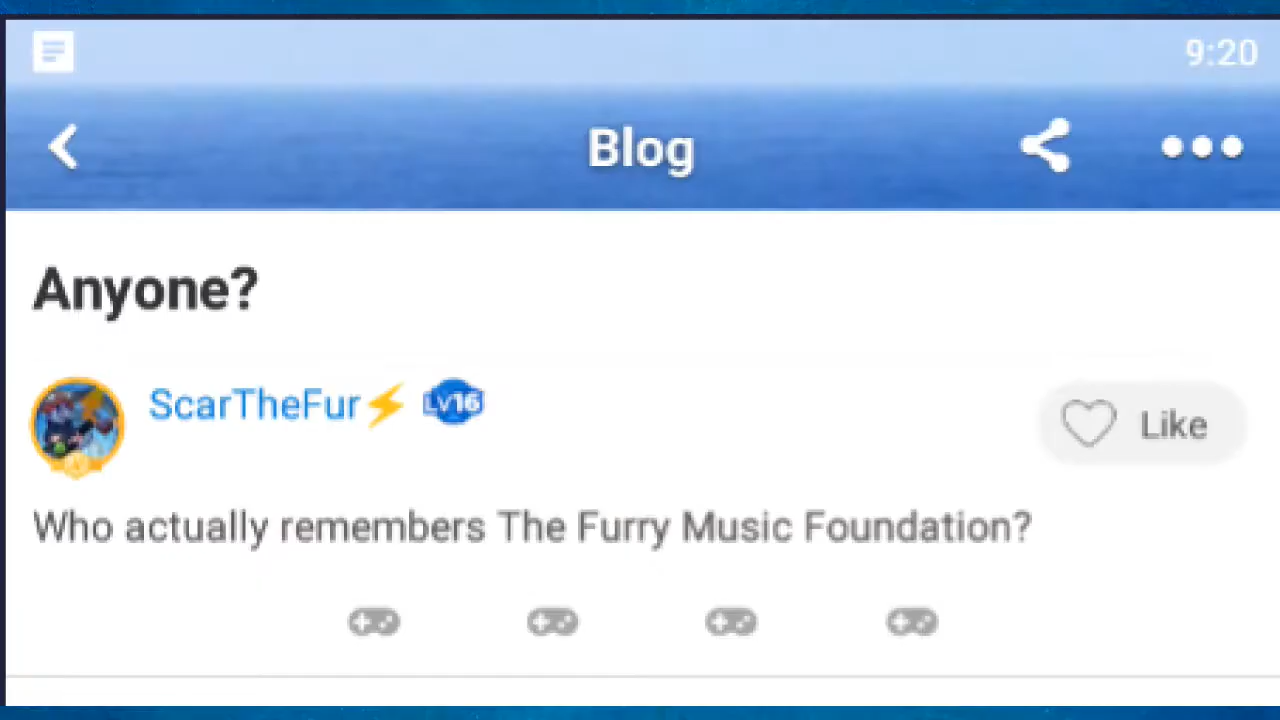 9:20
Blog
Anyone?
ScarTheFur⚡ Lv16
Like
Who actually remembers The Furry Music Foundation?